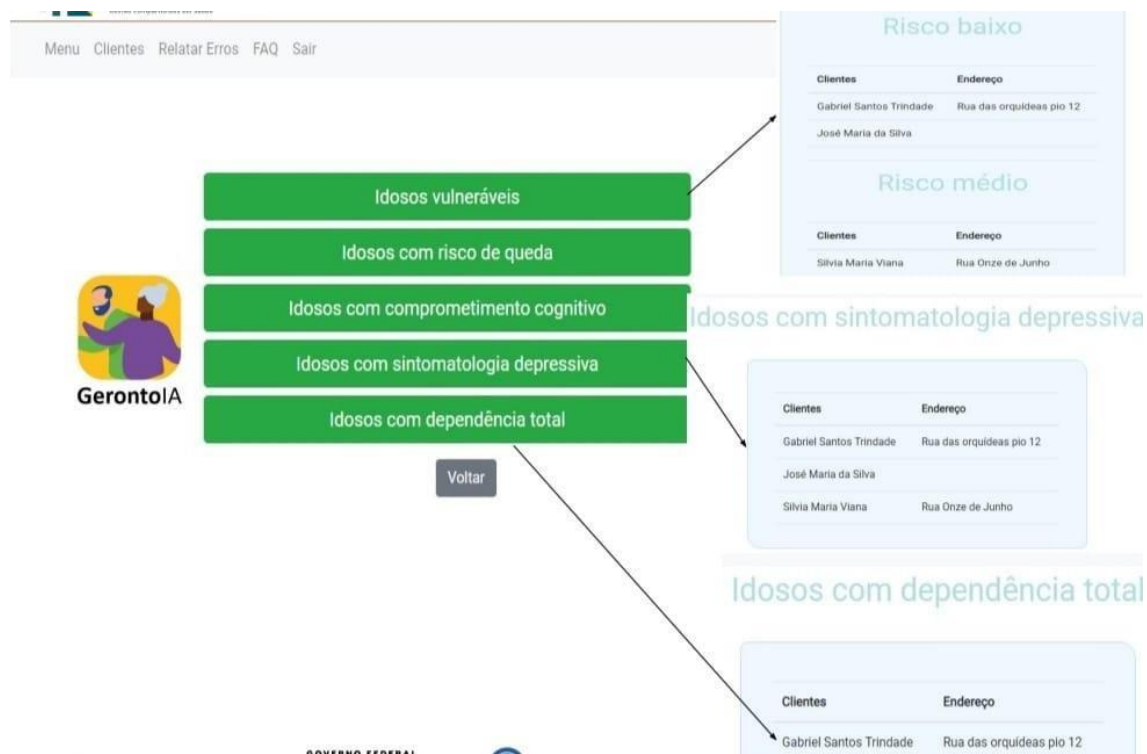 Menu Clientes Relatar Erros FAQ Sair
Idosos vulneráveis
Idosos com risco de queda
Idosos com comprometimento cognitivo
Idosos com sintomatologia depressiva
Idosos com dependência total
Voltar
GerontoIA
Risco baixo
Clientes Endereço
Gabriel Santos Trindade Rua das orquídeas pio 12
José Maria da Silva
Risco médio
Clientes Endereço
Silvia Maria Viana Rua Onze de Junho
Idosos com sintomatologia depressiva
Clientes Endereço
Gabriel Santos Trindade Rua das orquídeas pio 12
José Maria da Silva
Silvia Maria Viana Rua Onze de Junho
Idosos com dependência total
Clientes Endereço
Gabriel Santos Trindade Rua das orquídeas pio 12
GOVERNO FEDERAL